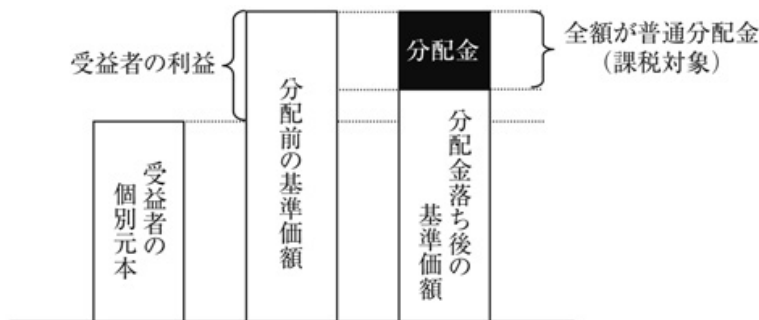 受益者の利益
分配金
全額が普通分配金
（課税対象）
受益者の
個別元本
分配前の基準価額
分配金落ち後の
基準価額